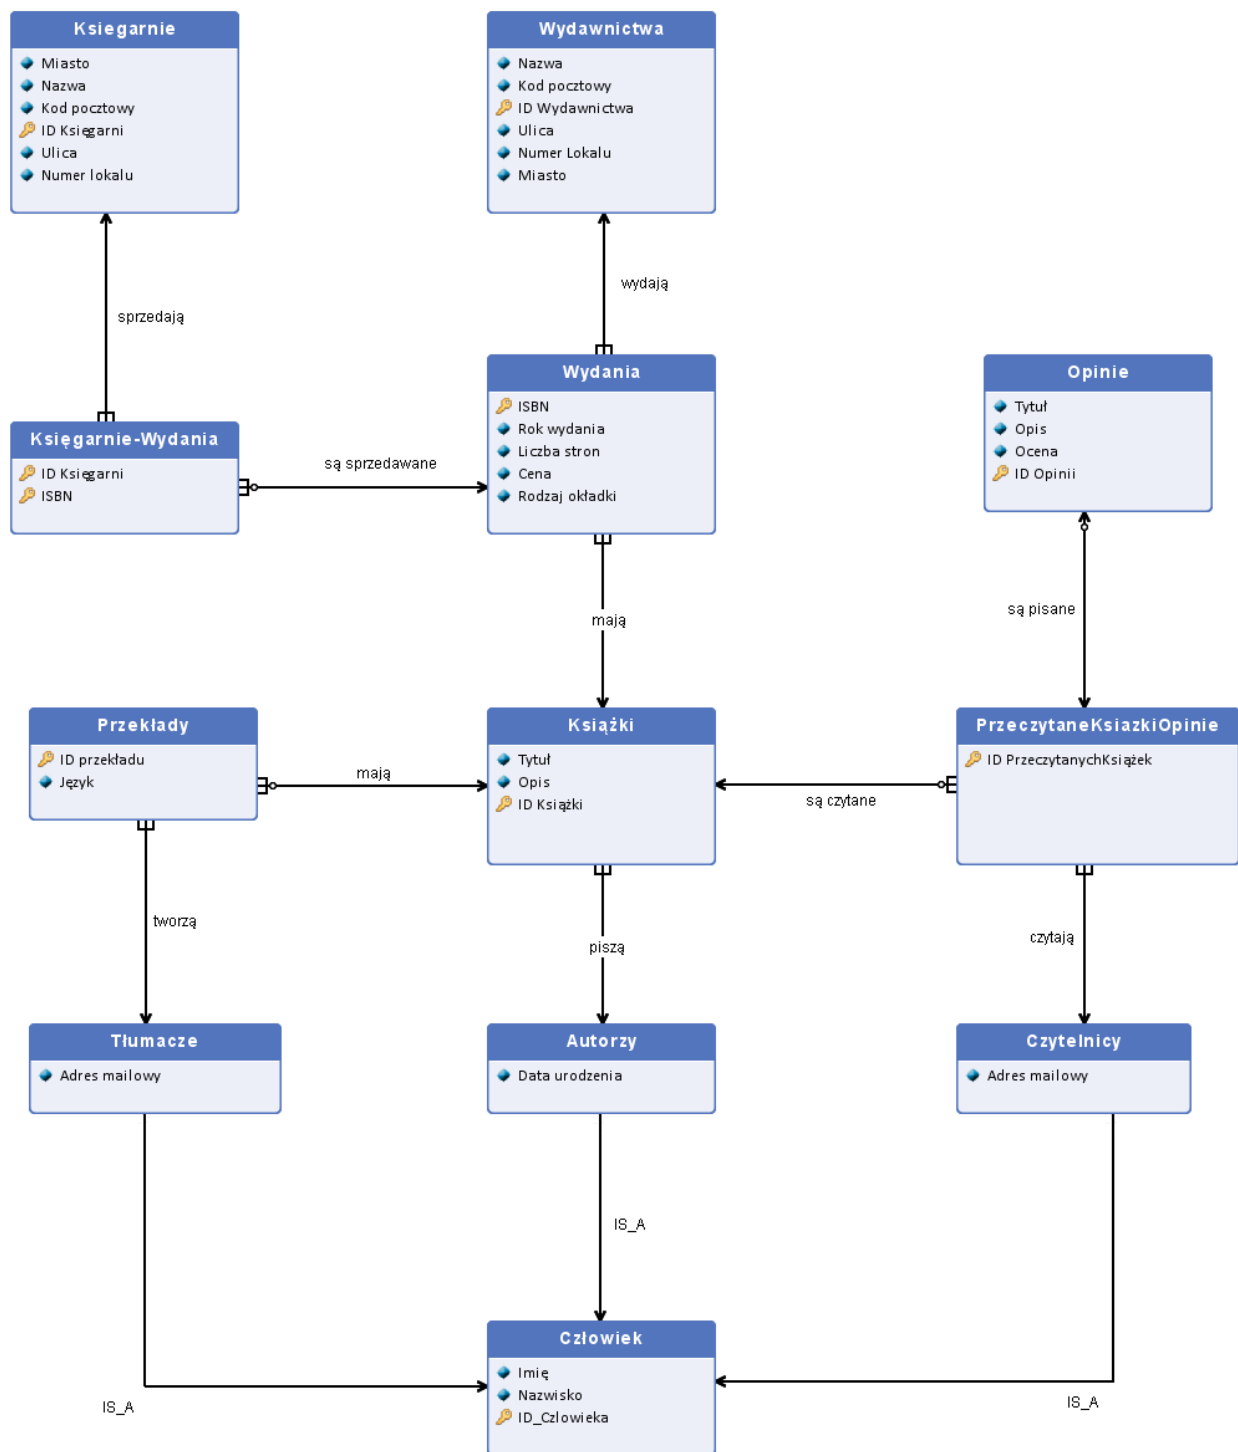 Ksiegarnie
Miasto
Nazwa
Kod pocztowy
ID Księgarni
Ulica
Numer lokalu
Wydawnictwa
Nazwa
Kod pocztowy
ID Wydawnictwa
Ulica
Numer Lokalu
Miasto
sprzedają
wydają
Księgarnie-Wydania
ID Księgarni
ISBN
są sprzedawane
Wydania
ISBN
Rok wydania
Liczba stron
Cena
Rodzaj okładki
Opinie
Tytuł
Opis
Ocena
ID Opinii
mają
są pisane
Przekłady
ID przekładu
Język
mają
Książki
Tytuł
Opis
ID Książki
są czytane
PrzeczytaneKsiazkiOpinie
ID PrzeczytanychKsiążek
tworzą
piszą
czytają
Tłumacze
Adres mailowy
Autorzy
Data urodzenia
Czytelnicy
Adres mailowy
IS_A
IS_A
IS_A
Człowiek
Imię
Nazwisko
ID_Czlowieka